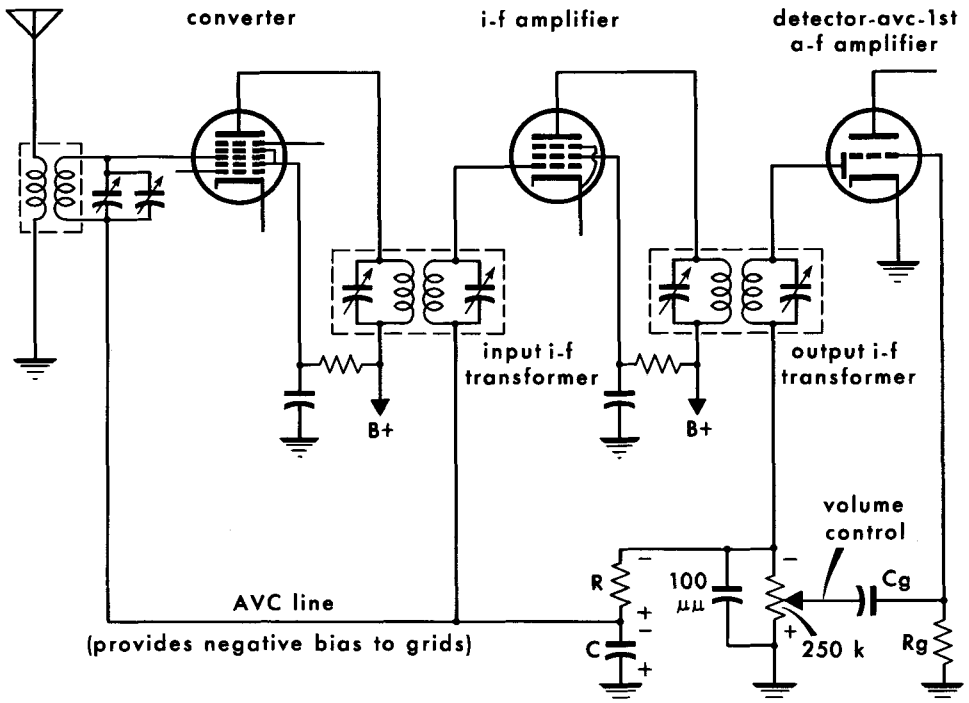 converter
i-f amplifier
detector-avc-1st
a-f amplifier
input i-f
transformer
output i-f
transformer
B+
B+
volume
control
−
−
R
100
μμ
Cg
+
−
+
250 k
Rg
C
+
AVC line
(provides negative bias to grids)